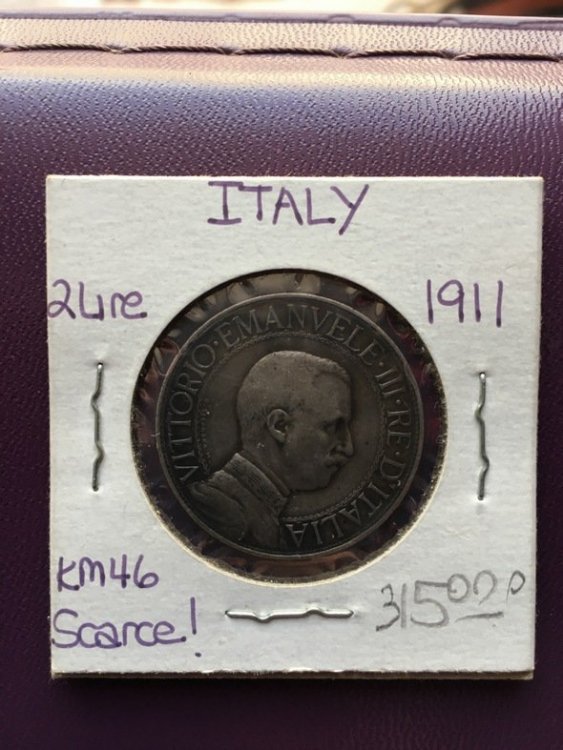 ITALY
2Lire
1911
VITTORIO·EMANVELE·III·RE·D'ITALIA
KM46
Scarce!
315.00